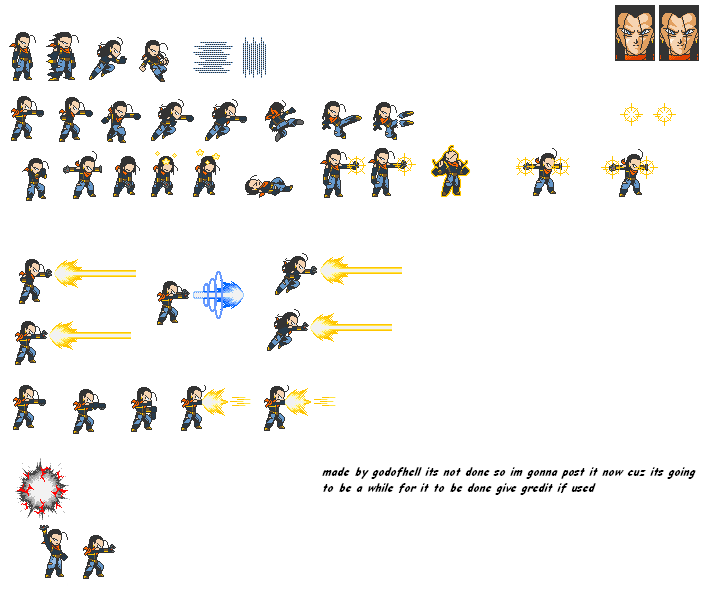 made by godofhell its not done so im gonna post it now cuz its going
to be a while for it to be done give gredit if used